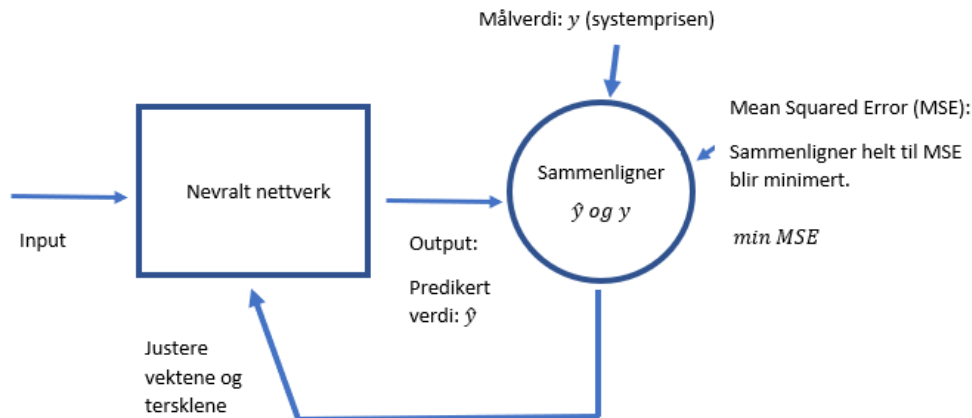 Målverdi: y (systemprisen)
Mean Squared Error (MSE):
Sammenligner helt til MSE
blir minimert.
min MSE
Sammenligner
ŷ og y
Nevralt nettverk
Input
Output:
Predikert
verdi: ŷ
Justere
vektene og
tersklene